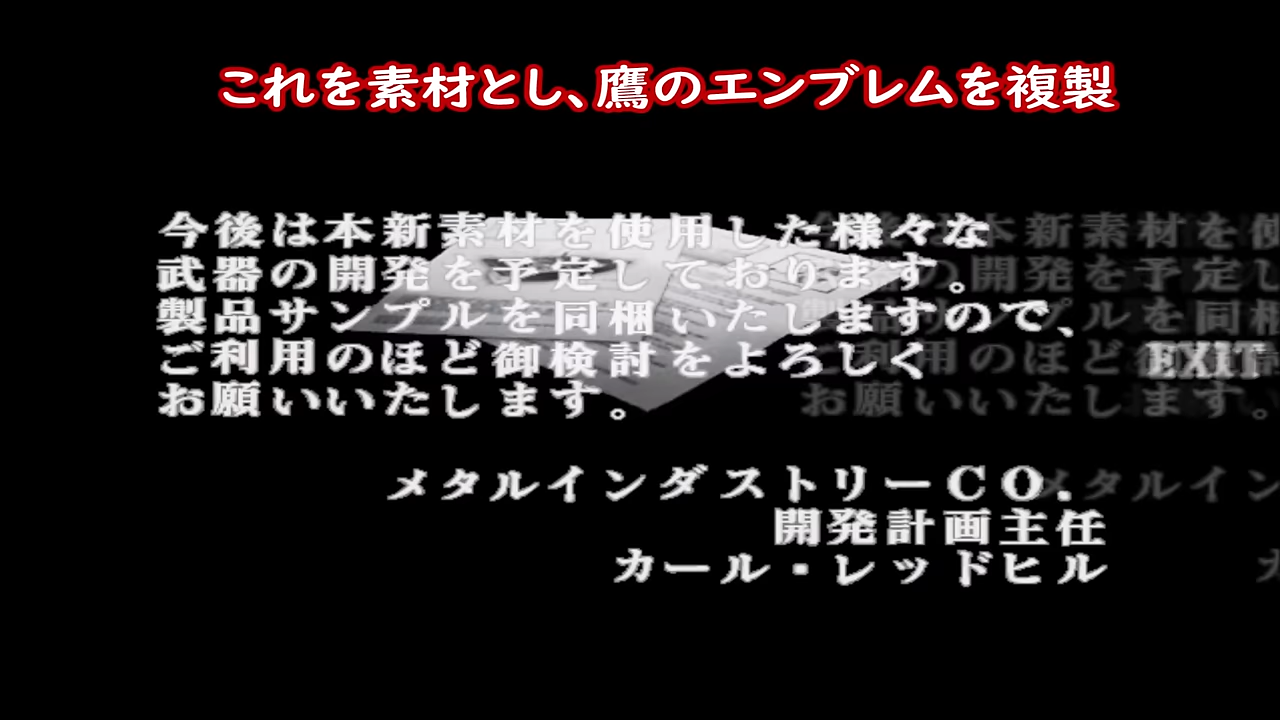 これを素材とし、鷹のエンブレムを複製
今後は本新素材を使用した様々な
武器の開発を予定しております。
製品サンプルを同梱いたしますので、
ご利用のほど御検討をよろしく
EXIT
お願いいたします。
メタルインダストリーCO.
開発計画主任
カール・レッドヒル